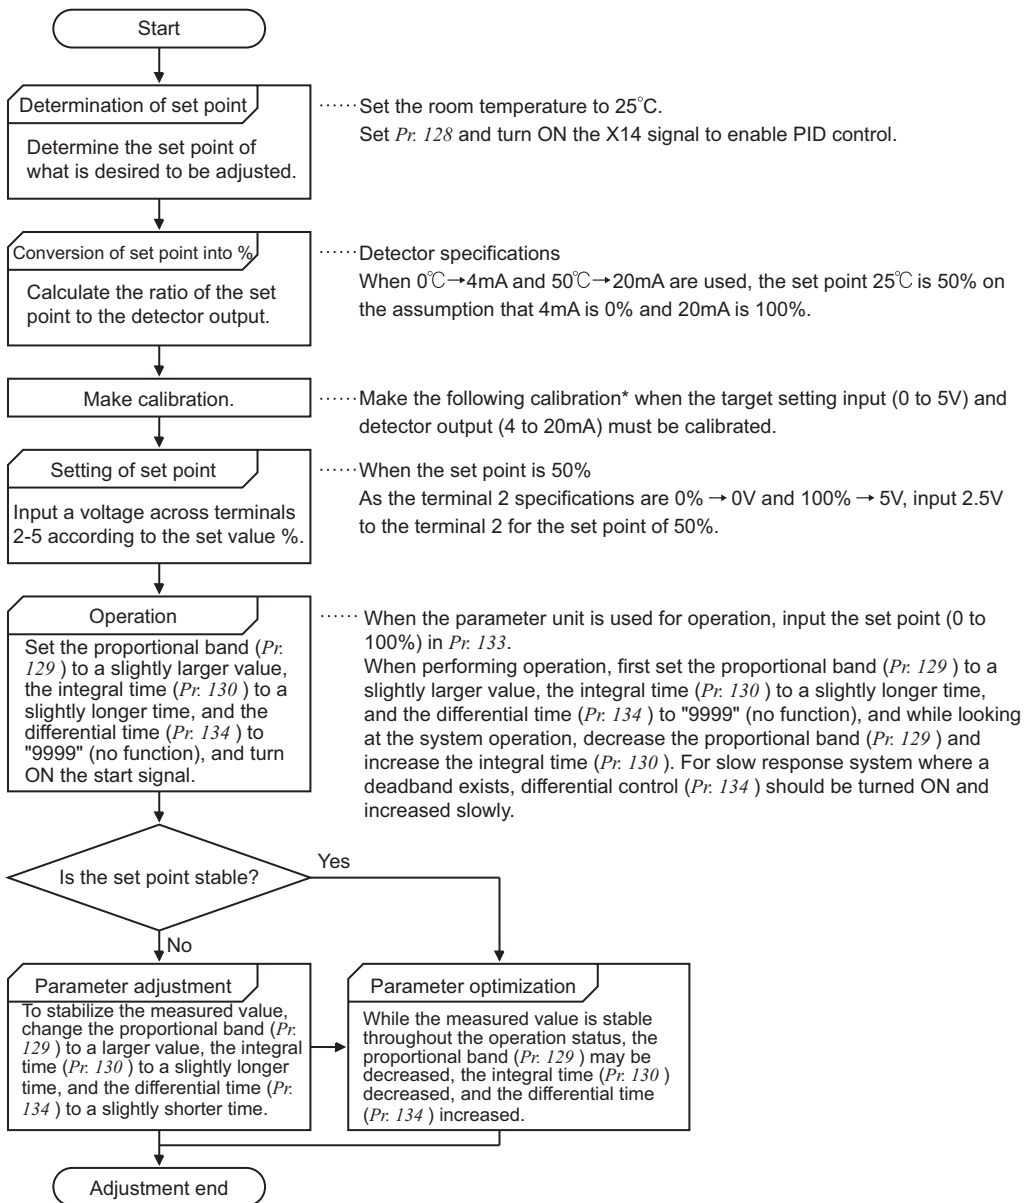 Start
Determination of set point
Determine the set point of
what is desired to be adjusted.
······Set the room temperature to 25°C.
Set Pr. 128 and turn ON the X14 signal to enable PID control.
Conversion of set point into %
Calculate the ratio of the set
point to the detector output.
······Detector specifications
When 0℃→4mA and 50℃→20mA are used, the set point 25℃ is 50% on
the assumption that 4mA is 0% and 20mA is 100%.
Make calibration.
······Make the following calibration* when the target setting input (0 to 5V) and
detector output (4 to 20mA) must be calibrated.
Setting of set point
Input a voltage across terminals
2-5 according to the set value %.
······When the set point is 50%
As the terminal 2 specifications are 0% → 0V and 100% → 5V, input 2.5V
to the terminal 2 for the set point of 50%.
Operation
Set the proportional band (Pr.
129 ) to a slightly larger value,
the integral time (Pr. 130 ) to a
slightly longer time, and the
differential time (Pr. 134 ) to
"9999" (no function), and turn
ON the start signal.
······ When the parameter unit is used for operation, input the set point (0 to
100%) in Pr. 133.
When performing operation, first set the proportional band (Pr. 129 ) to a
slightly larger value, the integral time (Pr. 130 ) to a slightly longer time,
and the differential time (Pr. 134 ) to "9999" (no function), and while looking
at the system operation, decrease the proportional band (Pr. 129 ) and
increase the integral time (Pr. 130 ). For slow response system where a
deadband exists, differential control (Pr. 134 ) should be turned ON and
increased slowly.
Is the set point stable?
Yes
No
Parameter adjustment
To stabilize the measured value,
change the proportional band (Pr.
129 ) to a larger value, the integral
time (Pr. 130 ) to a slightly longer
time, and the differential time (Pr.
134 ) to a slightly shorter time.
Parameter optimization
While the measured value is stable
throughout the operation status, the
proportional band (Pr. 129 ) may be
decreased, the integral time (Pr. 130 )
decreased, and the differential time
(Pr. 134 ) increased.
Adjustment end